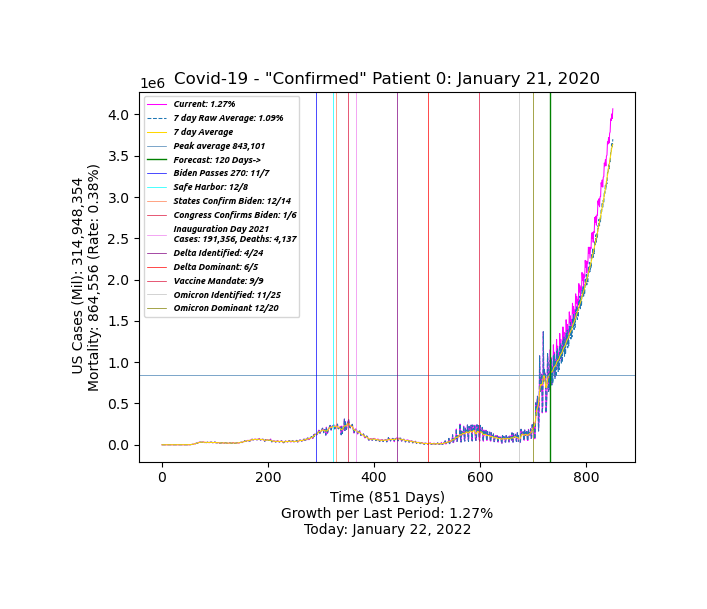 Covid-19 - "Confirmed" Patient 0: January 21, 2020
1e6
4.0
3.5
3.0
2.5
2.0
1.5
1.0
0.5
0.0
US Cases (Mil): 314,948,354
Mortality: 864,556 (Rate: 0.38%)
Current: 1.27%
7 day Raw Average: 1.09%
7 day Average
Peak average 843,101
Forecast: 120 Days->
Biden Passes 270: 11/7
Safe Harbor: 12/8
States Confirm Biden: 12/14
Congress Confirms Biden: 1/6
Inauguration Day 2021
Cases: 191,356, Deaths: 4,137
Delta Identified: 4/24
Delta Dominant: 6/5
Vaccine Mandate: 9/9
Omicron Identified: 11/25
Omicron Dominant 12/20
0 200 400 600 800
Time (851 Days)
Growth per Last Period: 1.27%
Today: January 22, 2022